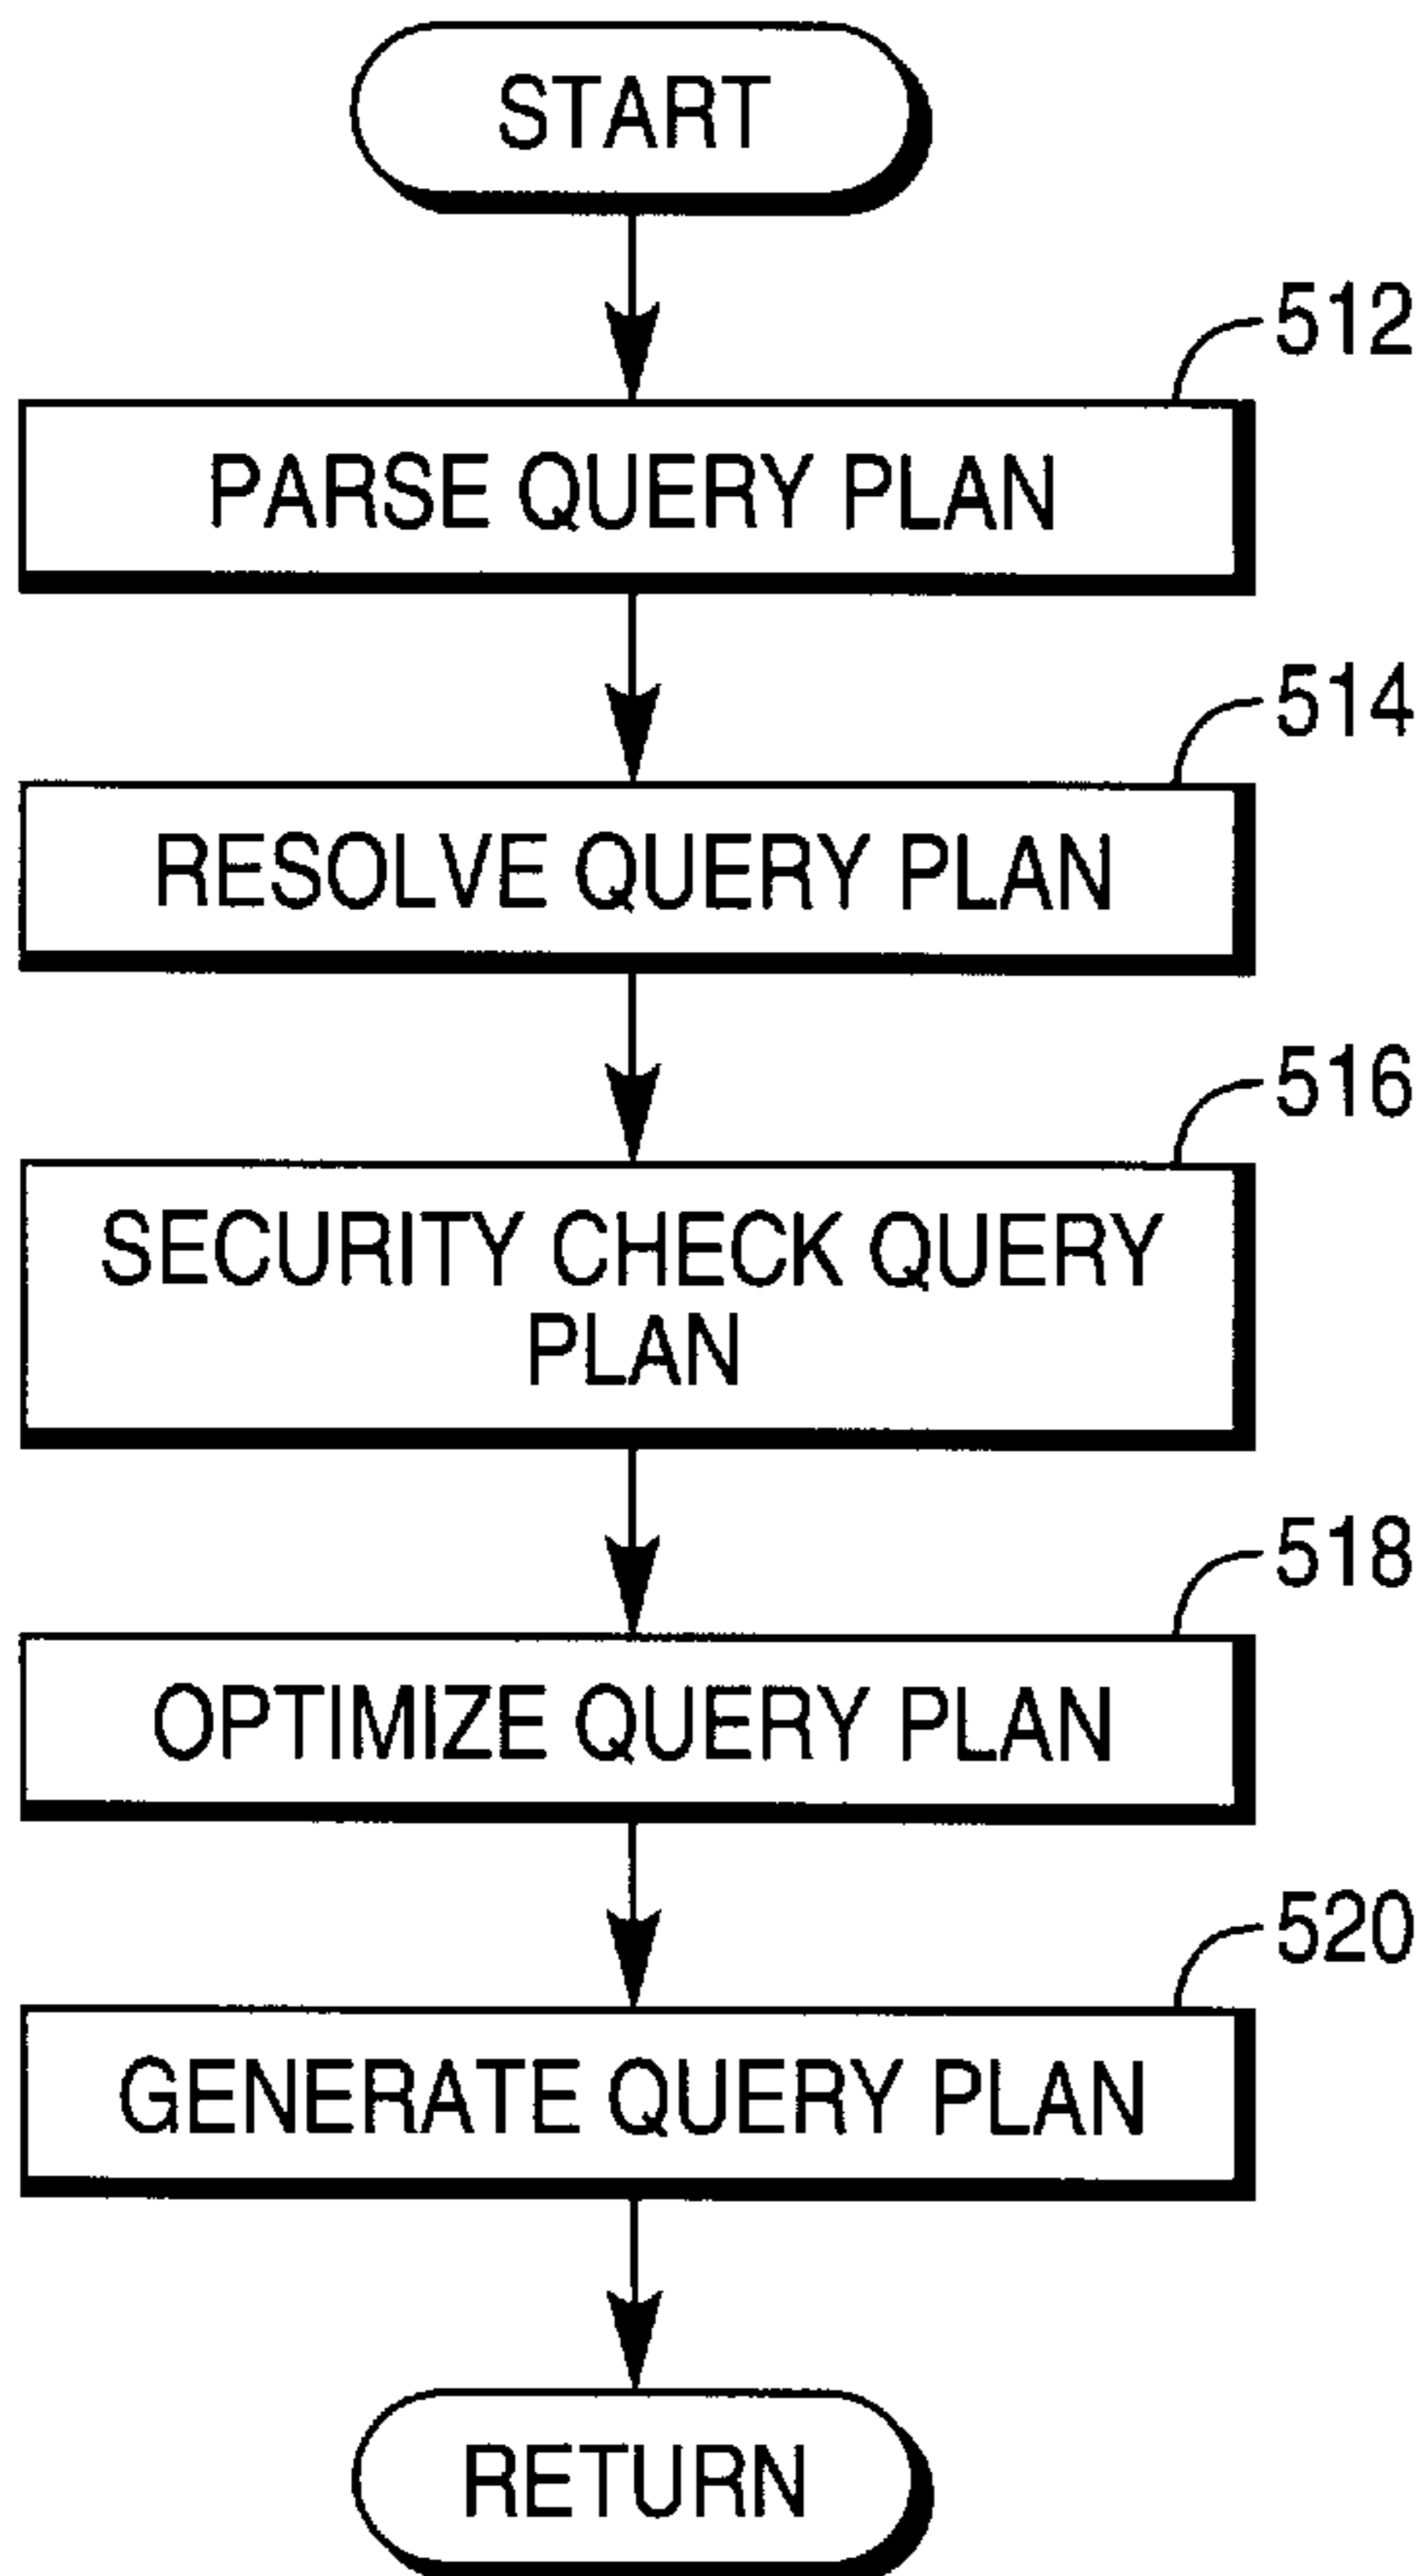 START
512
PARSE QUERY PLAN
514
RESOLVE QUERY PLAN
516
SECURITY CHECK QUERY
PLAN
518
OPTIMIZE QUERY PLAN
520
GENERATE QUERY PLAN
RETURN